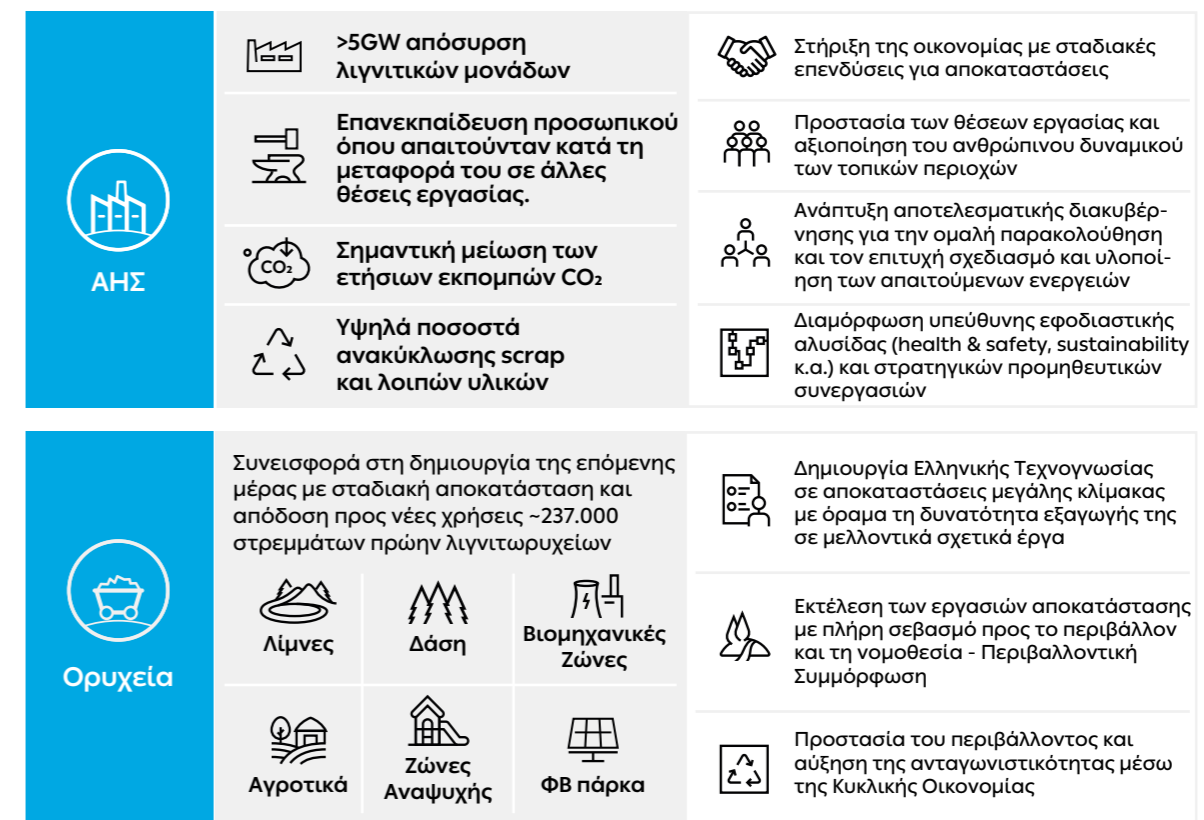 ΑΗΣ
>5GW απόσυρση
λιγνιτικών μονάδων
Επανεκπαίδευση προσωπικού
όπου απαιτούνταν κατά τη
μεταφορά του σε άλλες
θέσεις εργασίας.
CO₂
Σημαντική μείωση των
ετήσιων εκπομπών CO₂
Υψηλά ποσοστά
ανακύκλωσης scrap
και λοιπών υλικών
Στήριξη της οικονομίας με σταδιακές
επενδύσεις για αποκαταστάσεις
Προστασία των θέσεων εργασίας και
αξιοποίηση του ανθρώπινου δυναμικού
των τοπικών περιοχών
Ανάπτυξη αποτελεσματικής διακυβέρ-
νησης για την ομαλή παρακολούθηση
και τον επιτυχή σχεδιασμό και υλοποί-
ηση των απαιτούμενων ενεργειών
Διαμόρφωση υπεύθυνης εφοδιαστικής
αλυσίδας (health & safety, sustainability
κ.α.) και στρατηγικών προμηθευτικών
συνεργασιών
Ορυχεία
Συνεισφορά στη δημιουργία της επόμενης
μέρας με σταδιακή αποκατάσταση και
απόδοση προς νέες χρήσεις ~237.000
στρεμμάτων πρώην λιγνιτωρυχείων
Λίμνες
Δάση
Βιομηχανικές
Ζώνες
Αγροτικά
Ζώνες
Αναψυχής
ΦΒ πάρκα
Δημιουργία Ελληνικής Τεχνογνωσίας
σε αποκαταστάσεις μεγάλης κλίμακας
με όραμα τη δυνατότητα εξαγωγής της
σε μελλοντικά σχετικά έργα
Εκτέλεση των εργασιών αποκατάστασης
με πλήρη σεβασμό προς το περιβάλλον
και τη νομοθεσία - Περιβαλλοντική
Συμμόρφωση
Προστασία του περιβάλλοντος και
αύξηση της ανταγωνιστικότητας μέσω
της Κυκλικής Οικονομίας